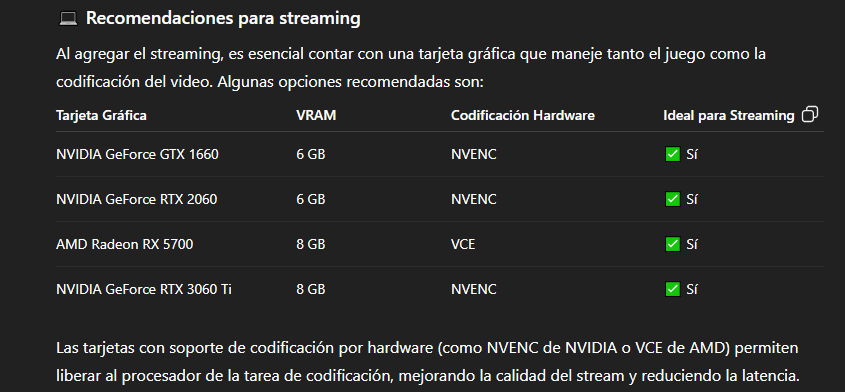 💻 Recomendaciones para streaming
Al agregar el streaming, es esencial contar con una tarjeta gráfica que maneje tanto el juego como la
codificación del video. Algunas opciones recomendadas son:
Tarjeta Gráfica VRAM Codificación Hardware Ideal para Streaming
NVIDIA GeForce GTX 1660 6 GB NVENC ✅ Sí
NVIDIA GeForce RTX 2060 6 GB NVENC ✅ Sí
AMD Radeon RX 5700 8 GB VCE ✅ Sí
NVIDIA GeForce RTX 3060 Ti 8 GB NVENC ✅ Sí
Las tarjetas con soporte de codificación por hardware (como NVENC de NVIDIA o VCE de AMD) permiten
liberar al procesador de la tarea de codificación, mejorando la calidad del stream y reduciendo la latencia.